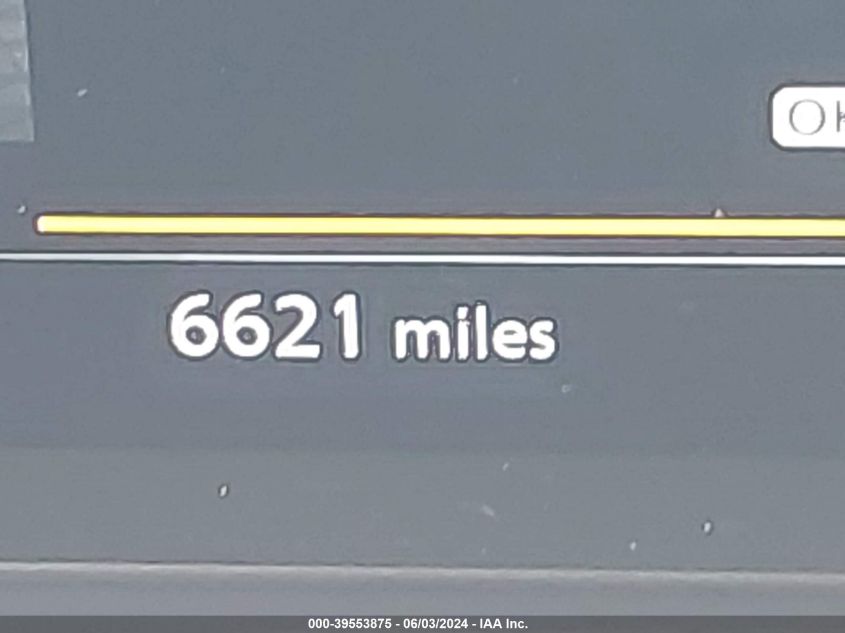 6621 miles
000-39553875 - 06/03/2024 - IAA Inc.